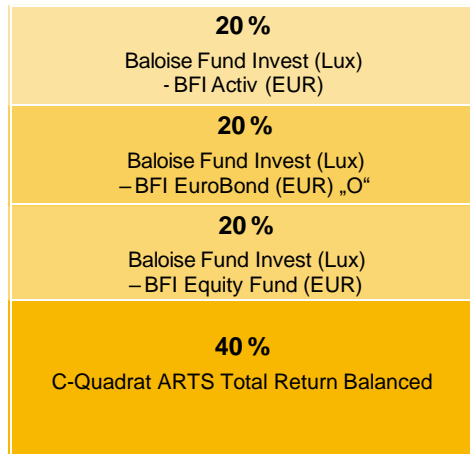 20 %
Baloise Fund Invest (Lux)
- BFI Activ (EUR)
20 %
Baloise Fund Invest (Lux)
– BFI EuroBond (EUR) „O“
20 %
Baloise Fund Invest (Lux)
– BFI Equity Fund (EUR)
40 %
C-Quadrat ARTS Total Return Balanced